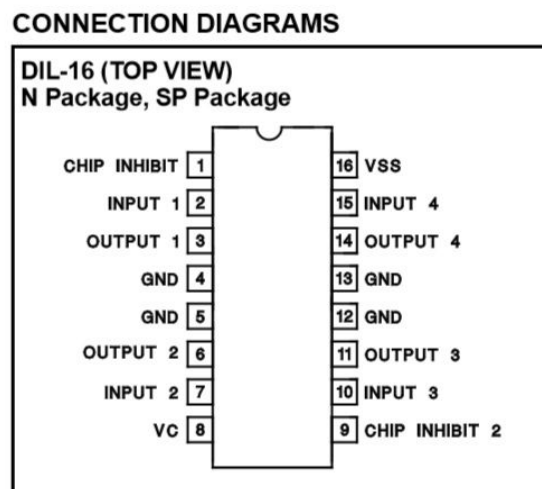 CONNECTION DIAGRAMS
DIL-16 (TOP VIEW)
N Package, SP Package
CHIP INHIBIT 1 16 VSS
INPUT 1 2 15 INPUT 4
OUTPUT 1 3 14 OUTPUT 4
GND 4 13 GND
GND 5 12 GND
OUTPUT 2 6 11 OUTPUT 3
INPUT 2 7 10 INPUT 3
VC 8 9 CHIP INHIBIT 2